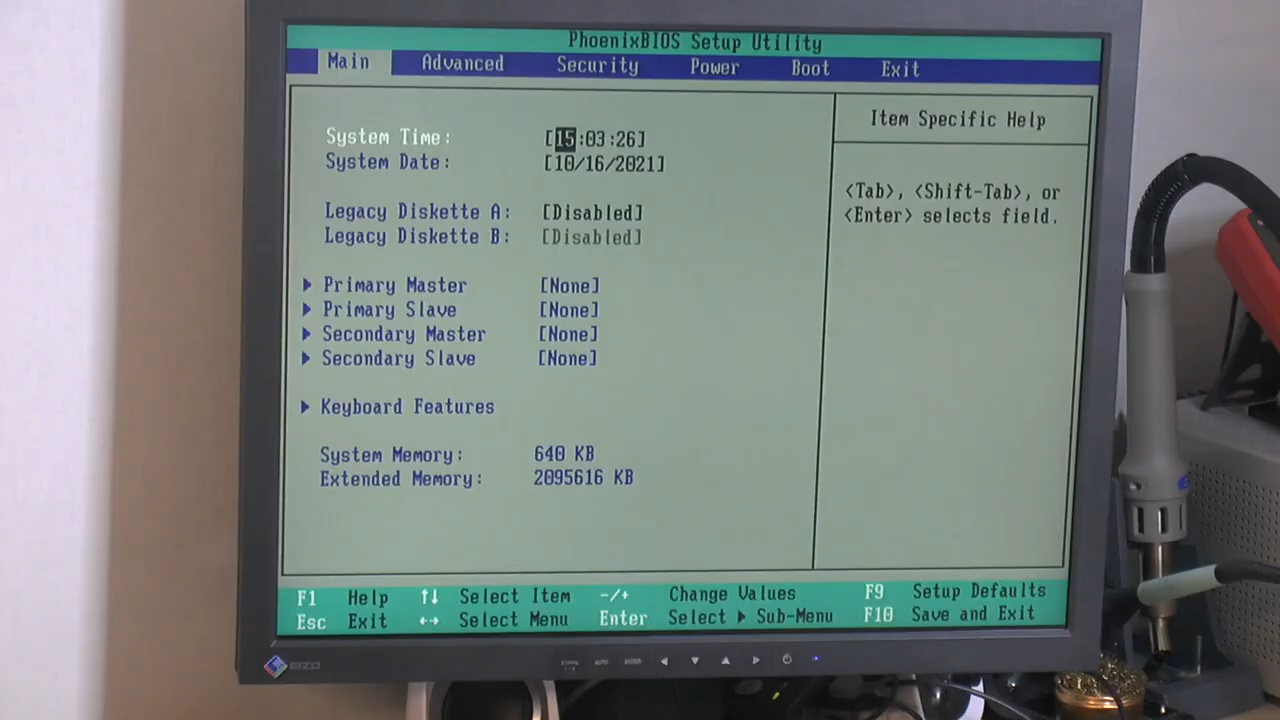 PhoenixBIOS Setup Utility
Main Advanced Security Power Boot Exit
System Time: [15:03:26]
System Date: [10/16/2021]
Legacy Diskette A: [Disabled]
Legacy Diskette B: [Disabled]
Primary Master [None]
Primary Slave [None]
Secondary Master [None]
Secondary Slave [None]
Keyboard Features
System Memory: 640 KB
Extended Memory: 2095616 KB
Item Specific Help
<Tab>, <Shift-Tab>, or
<Enter> selects field.
F1 Help ↑↓ Select Item -/+ Change Values F9 Setup Defaults
Esc Exit ←→ Select Menu Enter Select ▶ Sub-Menu F10 Save and Exit
EIZO
AUTO